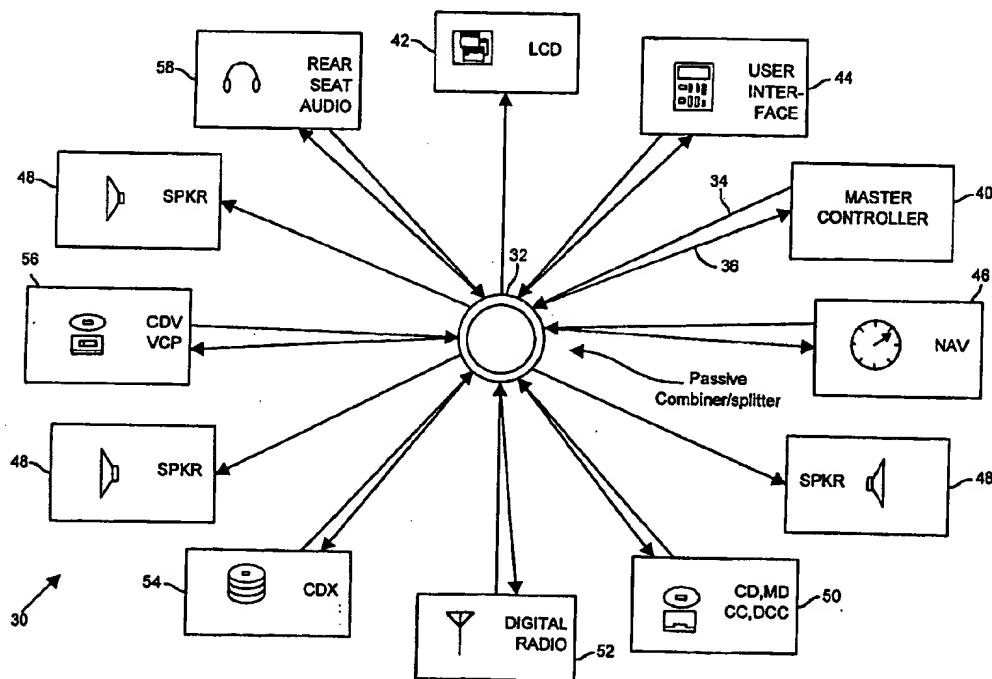 42
LCD
58
REAR
SEAT
AUDIO
USER
INTER-
FACE
44
48
SPKR
34
MASTER
CONTROLLER
40
36
32
56
CDV
VCP
46
NAV
Passive
Combiner/splitter
48
SPKR
SPKR
48
54
CDX
CD,MD
CC,DCC
50
30
DIGITAL
RADIO
52